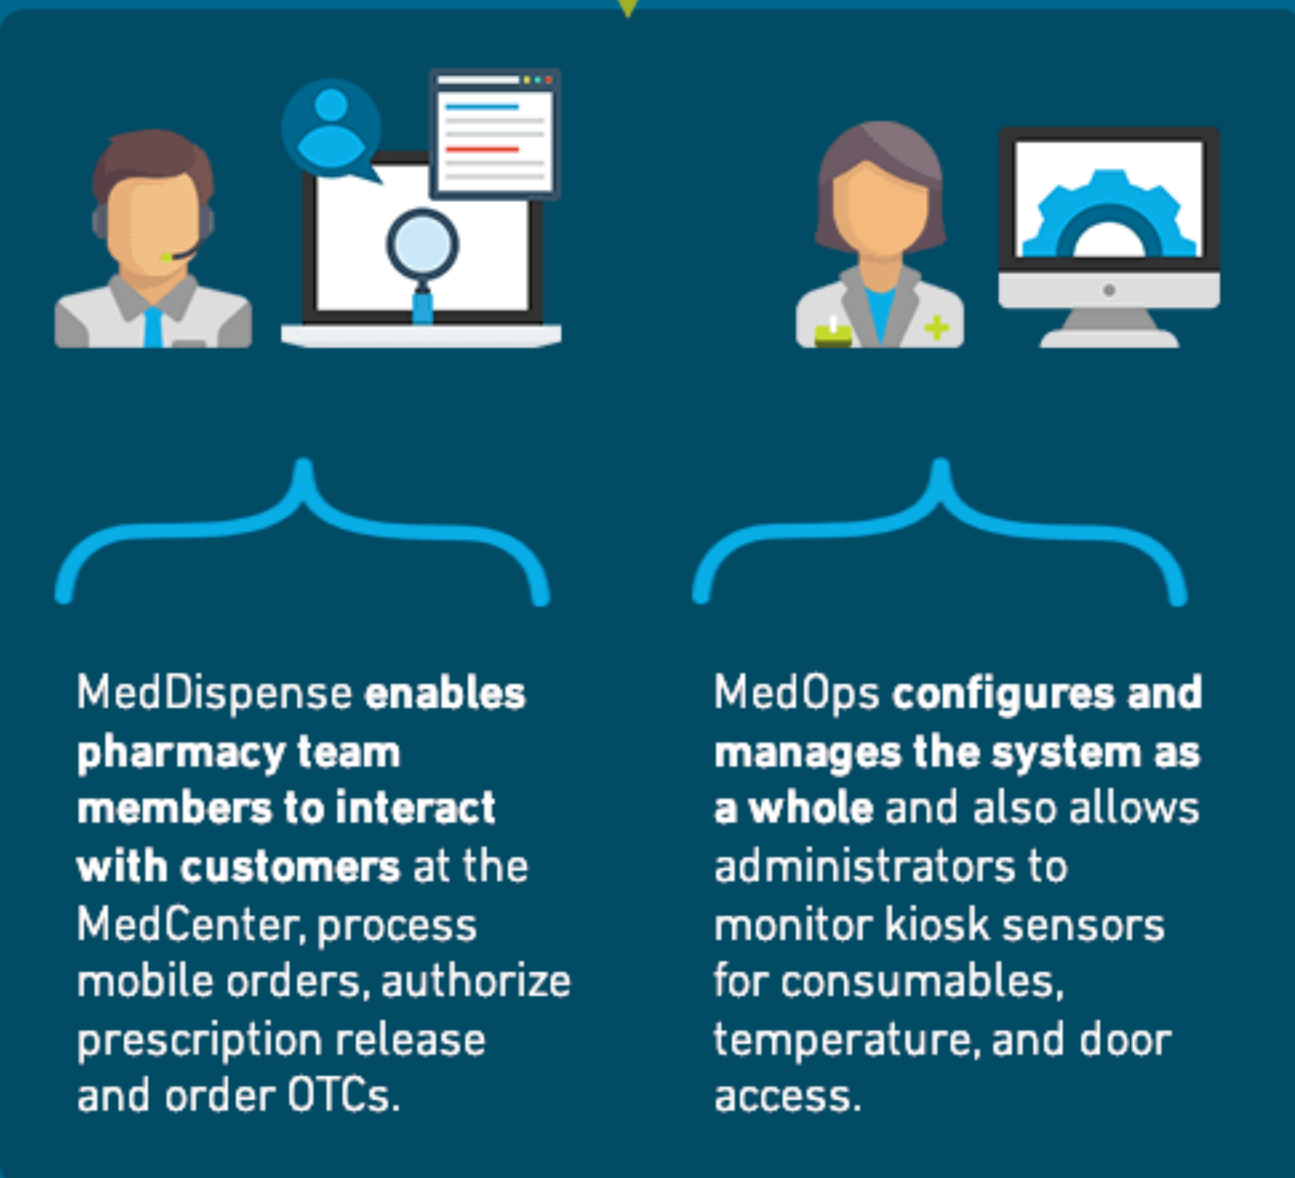 MedDispense enables
pharmacy team
members to interact
with customers at the
MedCenter, process
mobile orders, authorize
prescription release
and order OTCs.
MedOps configures and
manages the system as
a whole and also allows
administrators to
monitor kiosk sensors
for consumables,
temperature, and door
access.